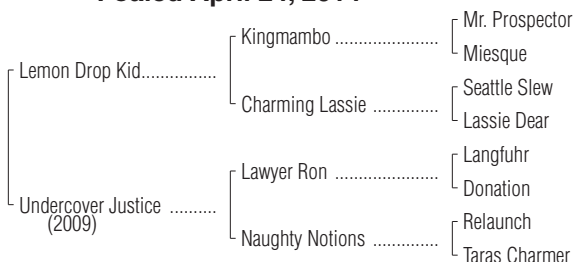 Foaled April 24, 2014
Mr. Prospector
Kingmambo ........................
Miesque
Lemon Drop Kid.................
Seattle Slew
Charming Lassie ...............
Lassie Dear
Langfuhr
Lawyer Ron ........................
Donation
Undercover Justice ..........
(2009)
Relaunch
Naughty Notions ...............
Taras Charmer